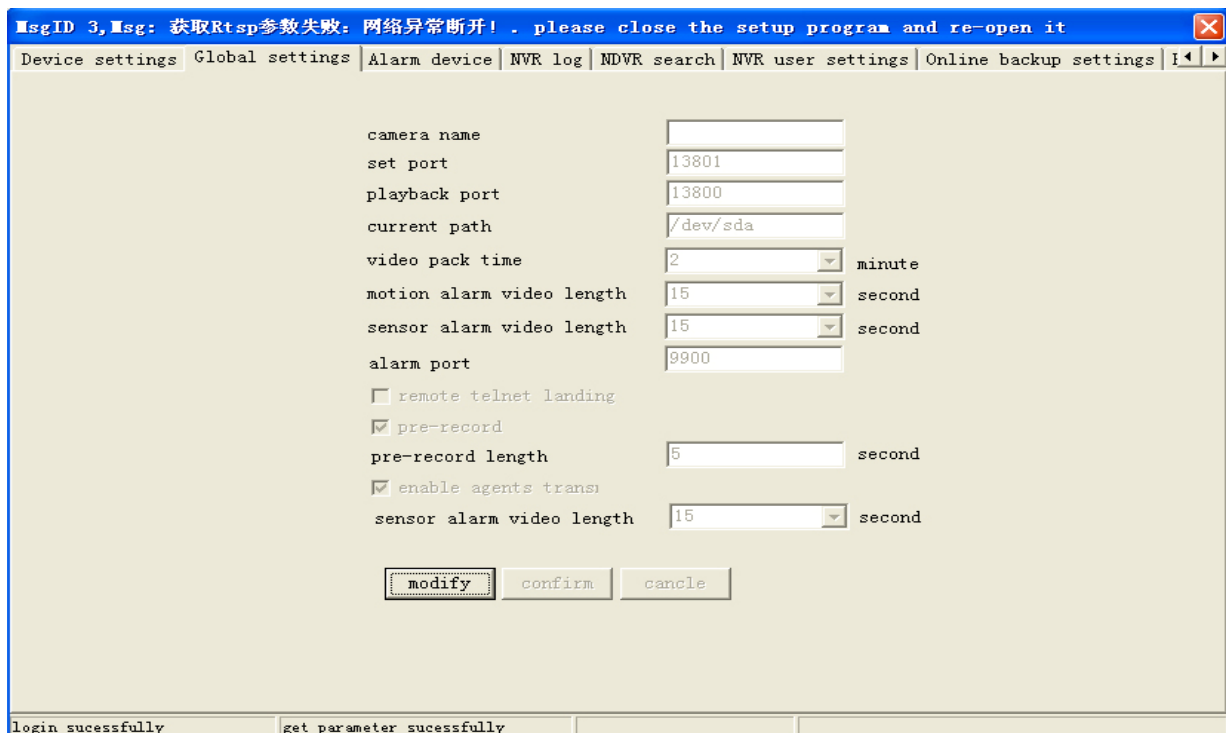 MsgID 3,Msg: 获取Rtsp参数失败: 网络异常断开! . please close the setup program and re-open it
Device settings Global settings Alarm device NVR log NDVR search NVR user settings Online backup settings
camera name
set port 13801
playback port 13800
current path /dev/sda
video pack time 2 minute
motion alarm video length 15 second
sensor alarm video length 15 second
alarm port 9900
remote telnet landing
pre-record
pre-record length 5 second
enable agents trans
sensor alarm video length 15 second
modify confirm cancle
login sucessfully get parameter sucessfully